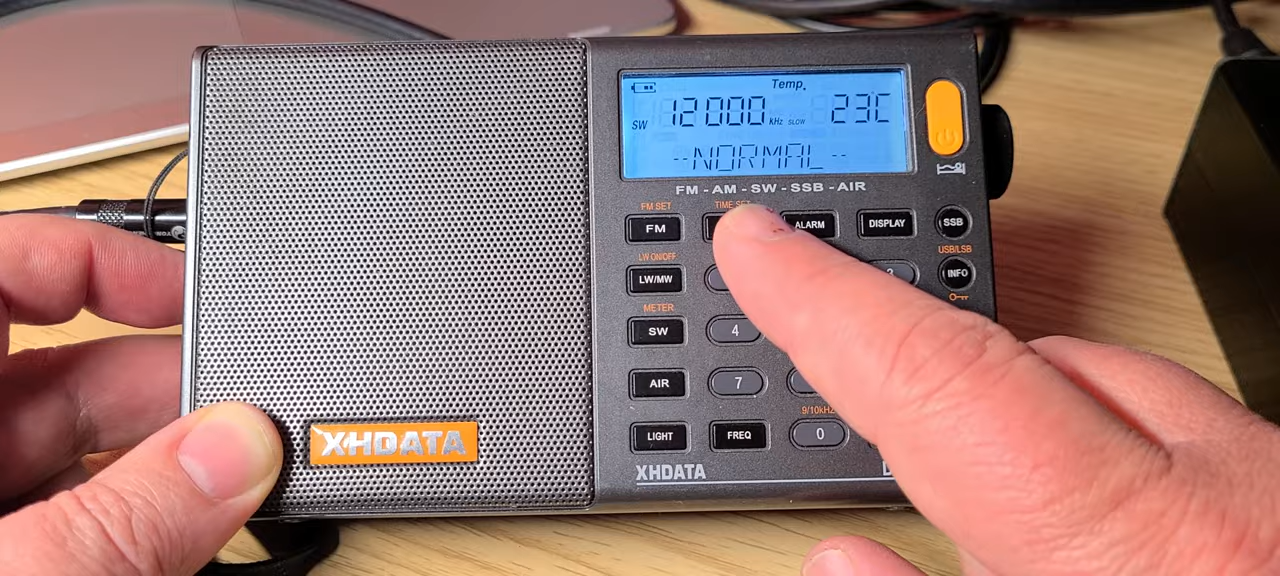 Temp.
SW 12000 kHz SLOW 23C
--NORMAL--
FM - AM - SW - SSB - AIR
FM SET TIME SET
FM ALARM DISPLAY SSB
LW ON/OFF USB/LSB
LW/MW INFO
METER
SW 4
AIR 7
9/10kHz
LIGHT FREQ 0
XHDATA
XHDATA